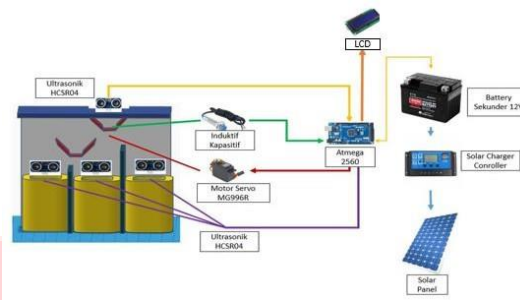 LCD
Ultrasonik
HCSR04
Battery
Sekunder 12V
Induktif
Kapasitif
Atmega
2560
Solar Charger
Conroller
Motor Servo
MG996R
Ultrasonik
HCSR04
Solar
Panel